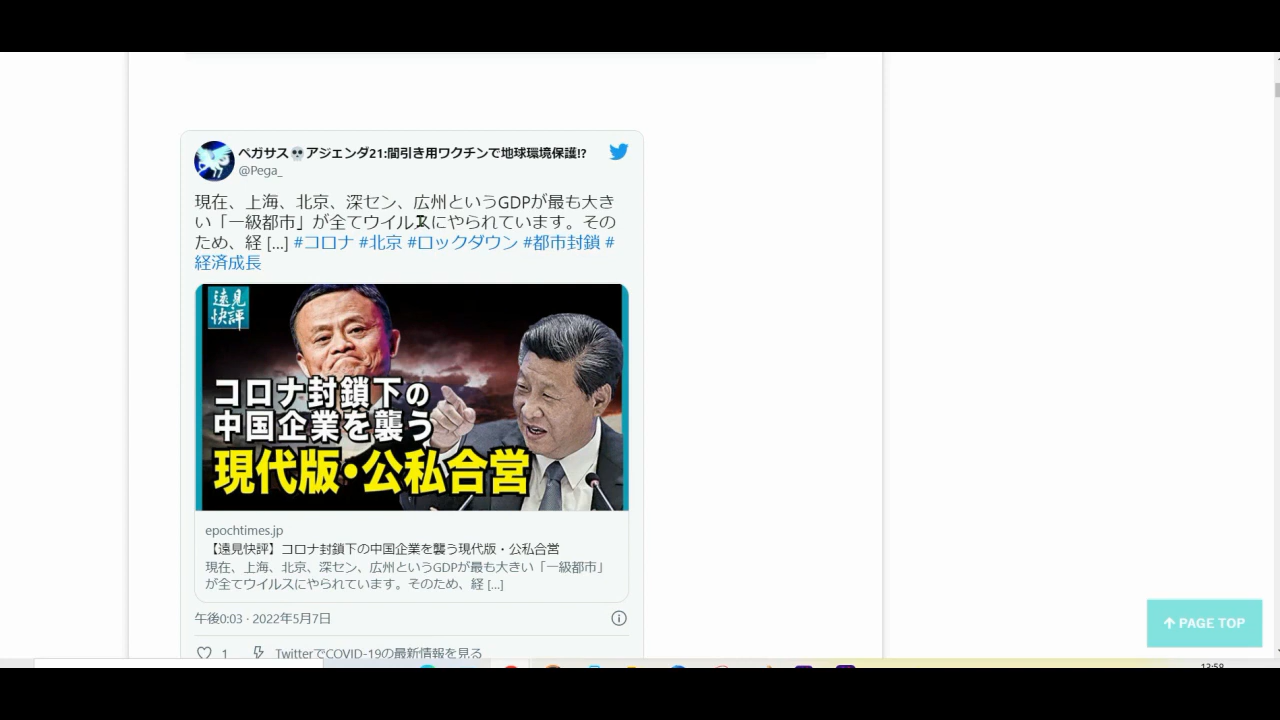 ペガサス💀アジェンダ21:間引き用ワクチンで地球環境保護!?
@Pega_
現在、上海、北京、深セン、広州というGDPが最も大き
い「一級都市」が全てウイルスにやられています。その
ため、経 [...] #コロナ #北京 #ロックダウン #都市封鎖 #
経済成長
遠見
快評
コロナ封鎖下の
中国企業を襲う
現代版・公私合営
epochtimes.jp
【遠見快評】コロナ封鎖下の中国企業を襲う現代版・公私合営
現在、上海、北京、深セン、広州というGDPが最も大きい「一級都市」
が全てウイルスにやられています。そのため、経 [...]
午後0:03 · 2022年5月7日
1 TwitterでCOVID-19の最新情報を見る
↑ PAGE TOP